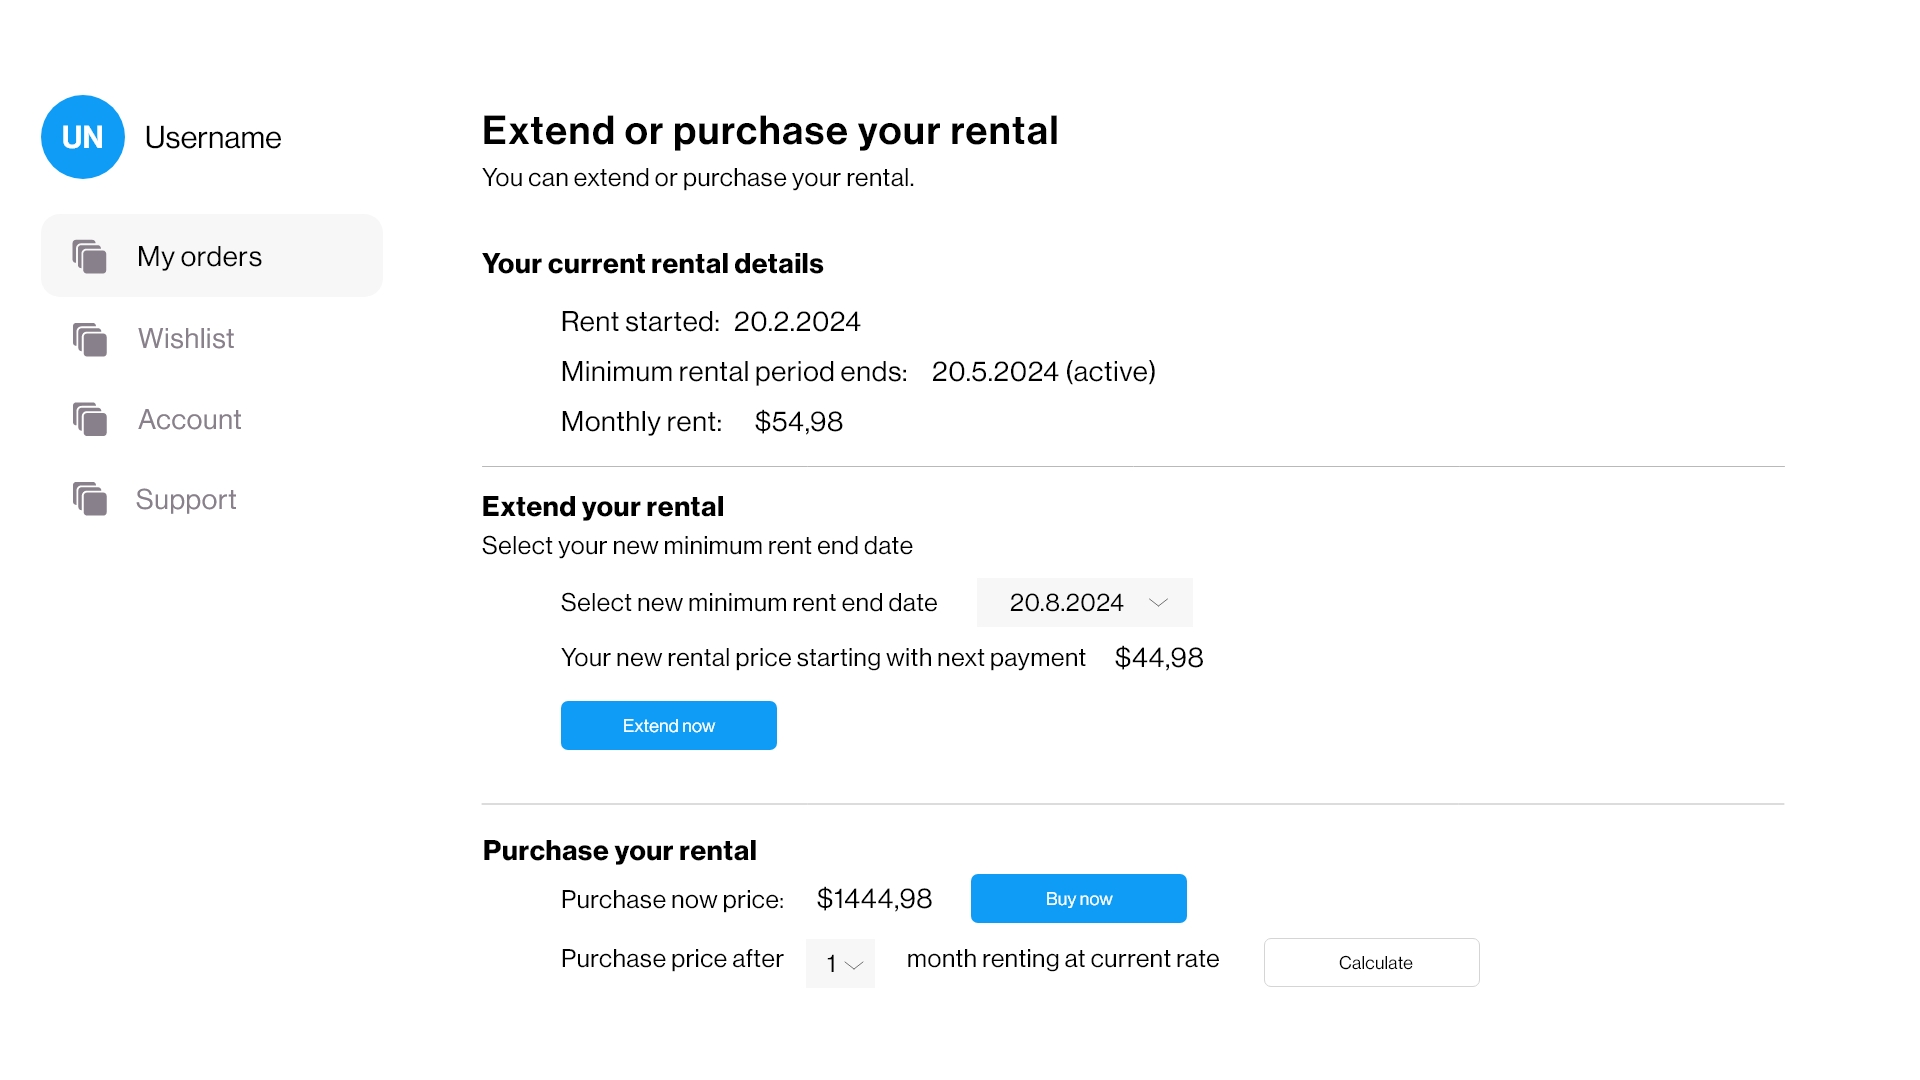 UN
Username
My orders
Wishlist
Account
Support
Extend or purchase your rental
You can extend or purchase your rental.
Your current rental details
Rent started: 20.2.2024
Minimum rental period ends: 20.5.2024 (active)
Monthly rent: $54,98
Extend your rental
Select your new minimum rent end date
Select new minimum rent end date 20.8.2024
Your new rental price starting with next payment $44,98
Extend now
Purchase your rental
Purchase now price: $1444,98 Buy now
Purchase price after 1 month renting at current rate Calculate